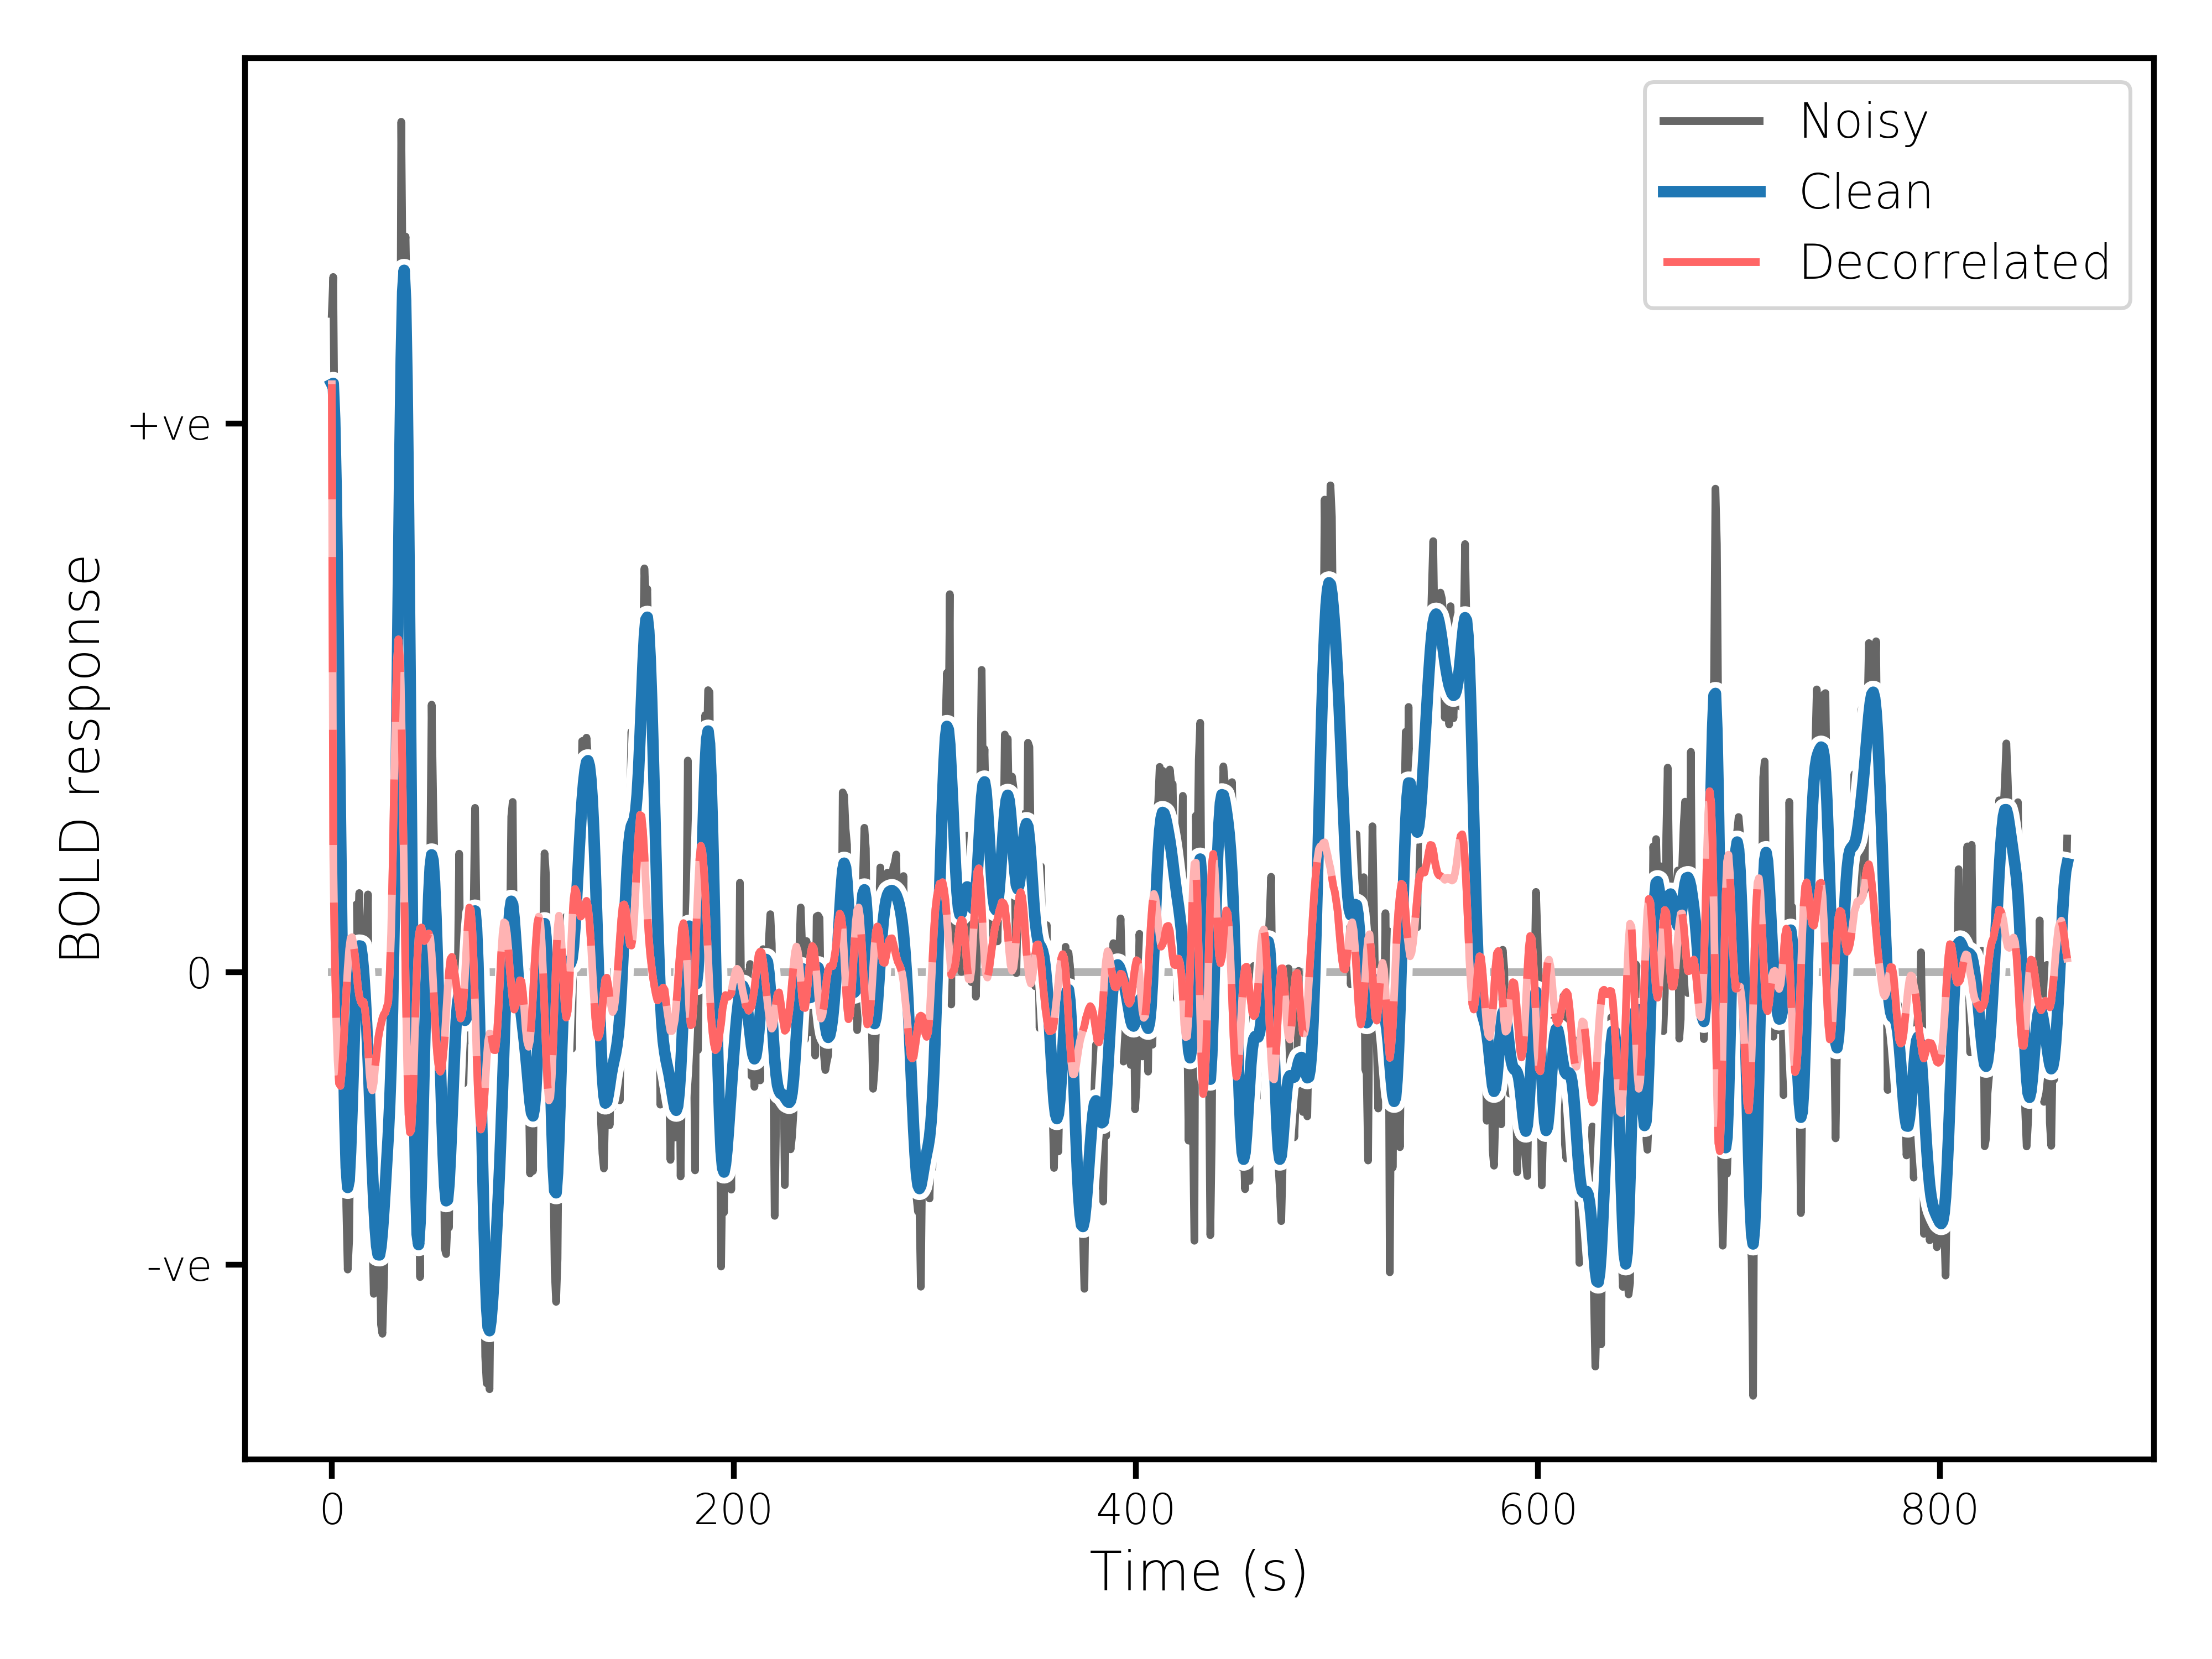 Noisy
Clean
Decorrelated
+ve
0
-ve
BOLD response
0 200 400 600 800
Time (s)